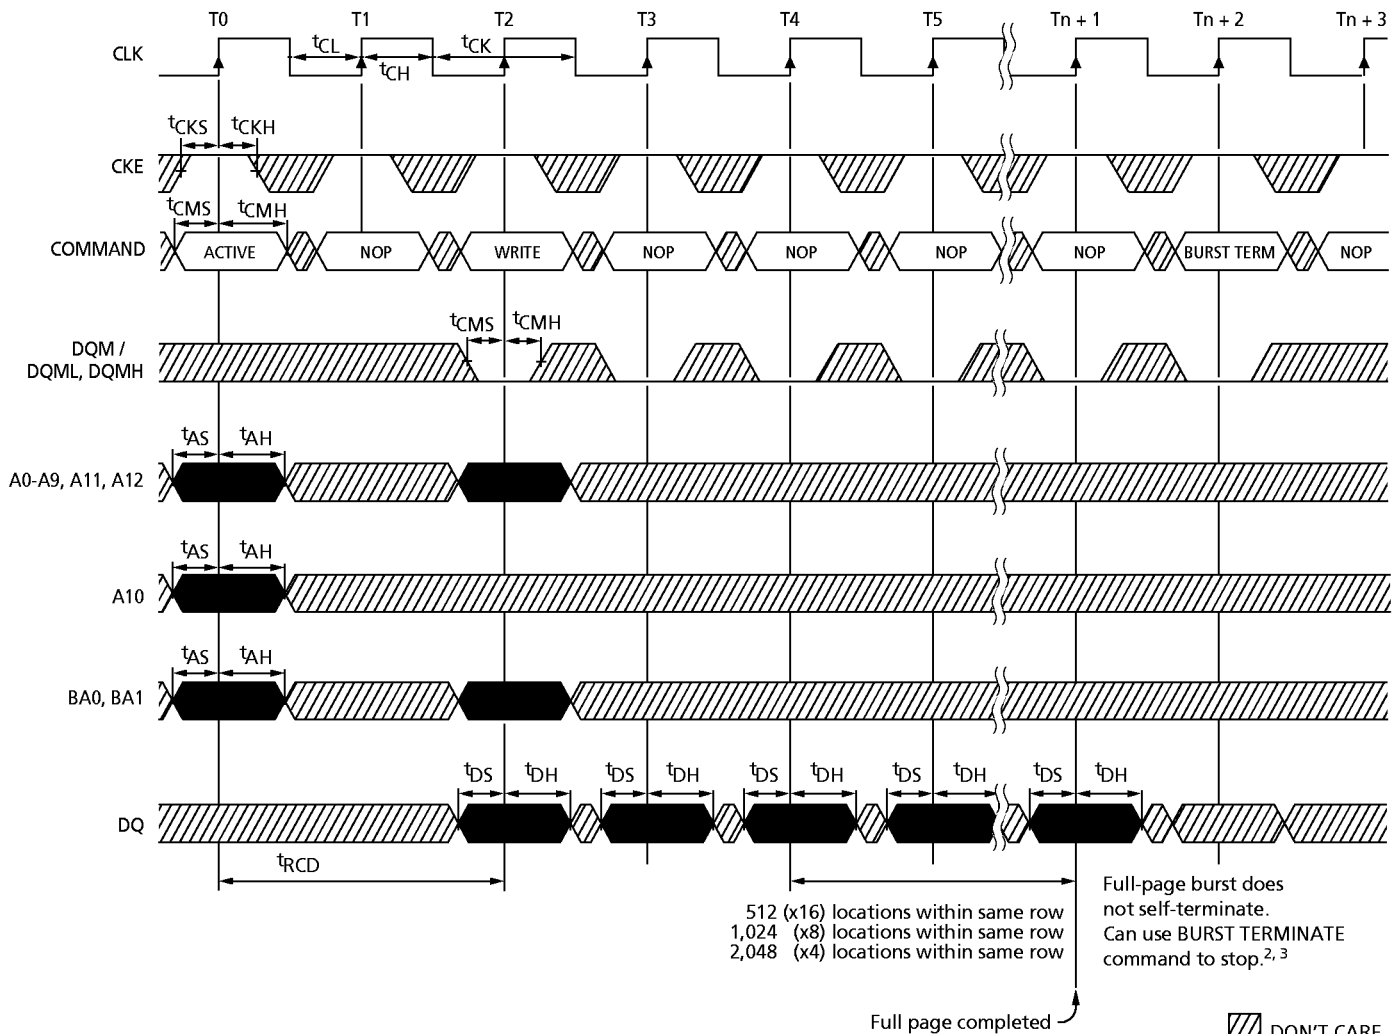 T0 T1 T2 T3 T4 T5 Tn + 1 Tn + 2 Tn + 3
CLK
tCL tCK
tCH
tCKS tCKH
CKE
tCMS tCMH
COMMAND ACTIVE NOP WRITE NOP NOP NOP NOP BURST TERM NOP
tCMS tCMH
DQM /
DQML, DQMH
tAS tAH
A0-A9, A11, A12
tAS tAH
A10
tAS tAH
BA0, BA1
tDS tDH tDS tDH tDS tDH tDS tDH tDS tDH
DQ
tRCD
512 (x16) locations within same row
1,024 (x8) locations within same row
2,048 (x4) locations within same row
Full-page burst does
not self-terminate.
Can use BURST TERMINATE
command to stop.2, 3
Full page completed
DON'T CARE